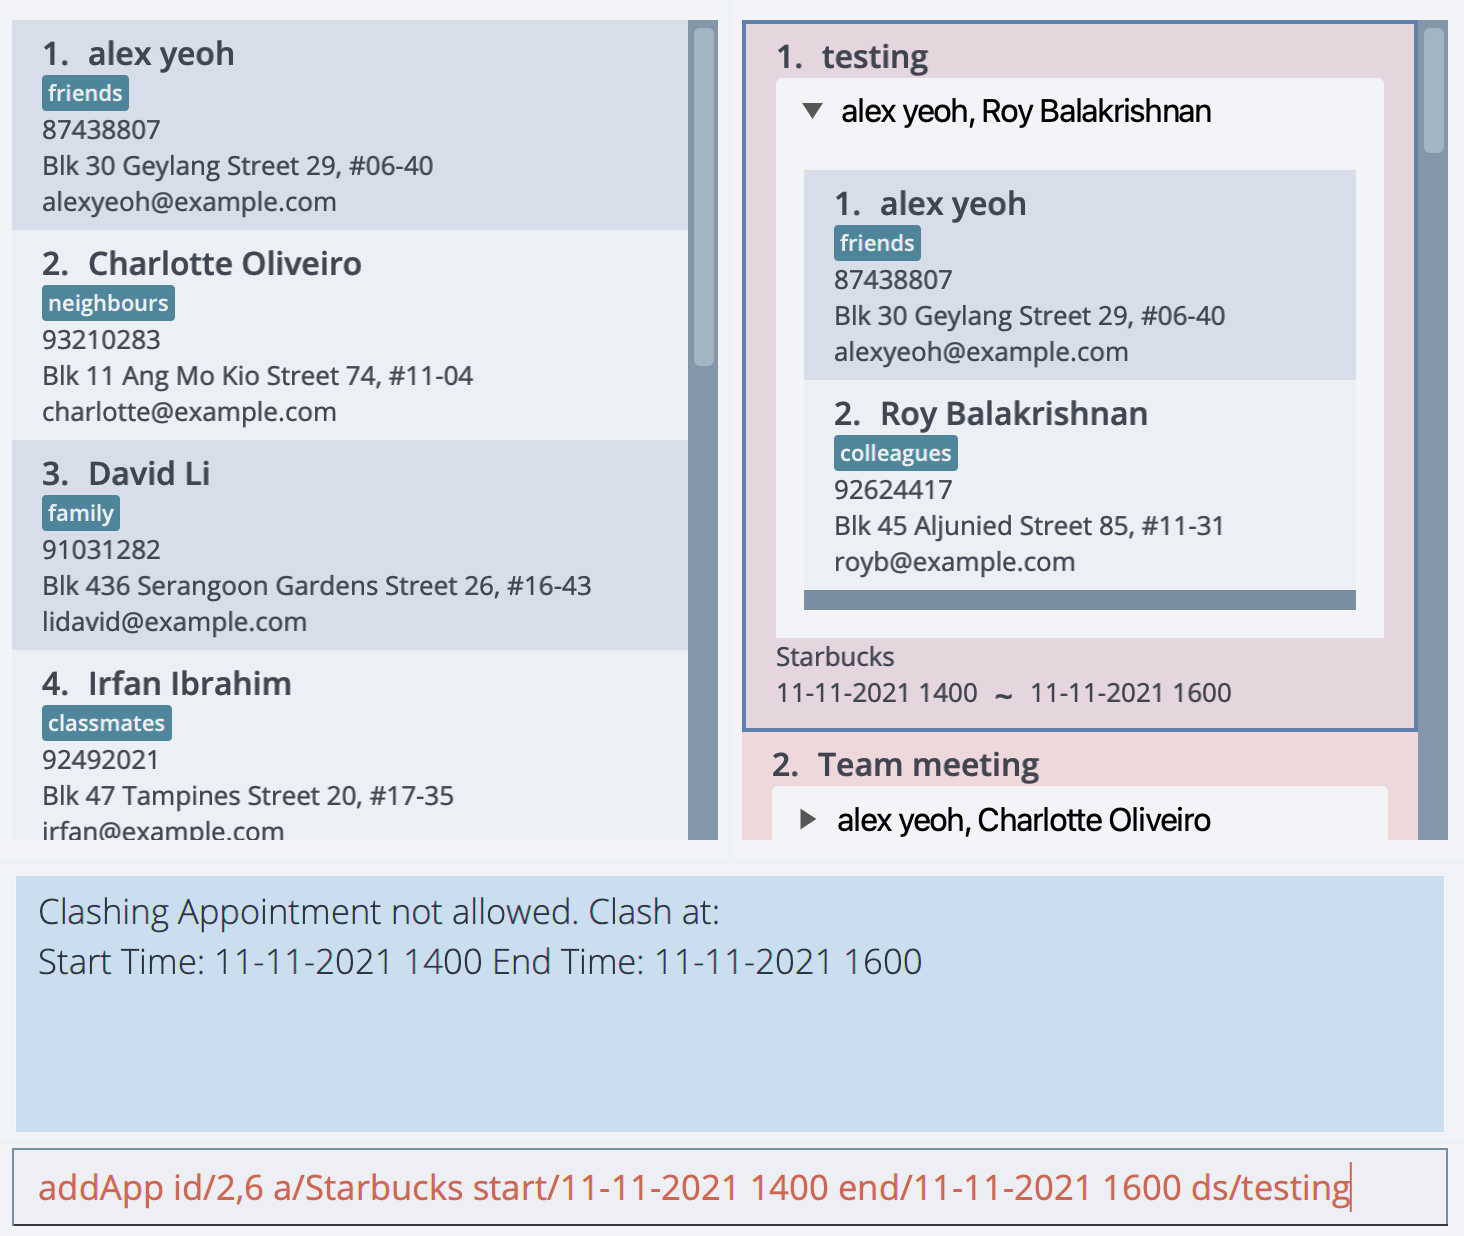 1. alex yeoh
friends
87438807
Blk 30 Geylang Street 29, #06-40
alexyeoh@example.com
2. Charlotte Oliveiro
neighbours
93210283
Blk 11 Ang Mo Kio Street 74, #11-04
charlotte@example.com
3. David Li
family
91031282
Blk 436 Serangoon Gardens Street 26, #16-43
lidavid@example.com
4. Irfan Ibrahim
classmates
92492021
Blk 47 Tampines Street 20, #17-35
irfan@example.com
1. testing
alex yeoh, Roy Balakrishnan
1. alex yeoh
friends
87438807
Blk 30 Geylang Street 29, #06-40
alexyeoh@example.com
2. Roy Balakrishnan
colleagues
92624417
Blk 45 Aljunied Street 85, #11-31
royb@example.com
Starbucks
11-11-2021 1400 ~ 11-11-2021 1600
2. Team meeting
alex yeoh, Charlotte Oliveiro
Clashing Appointment not allowed. Clash at:
Start Time: 11-11-2021 1400 End Time: 11-11-2021 1600
addApp id/2,6 a/Starbucks start/11-11-2021 1400 end/11-11-2021 1600 ds/testing